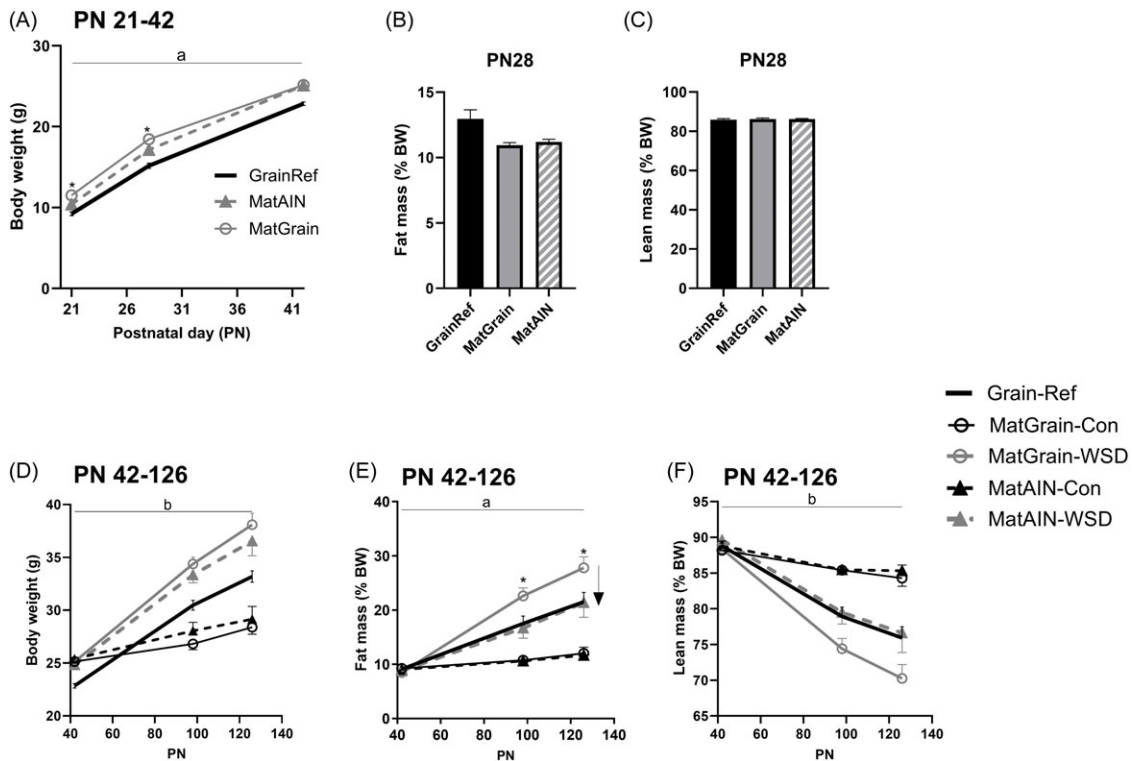 (A) PN 21-42
a
30
20
10
0
Body weight (g)
*
*
GrainRef
MatAIN
MatGrain
21 26 31 36 41
Postnatal day (PN)
(B)
PN28
15
10
5
0
Fat mass (% BW)
GrainRef
MatGrain
MatAIN
(C)
PN28
100
80
60
40
20
0
Lean mass (% BW)
GrainRef
MatGrain
MatAIN
Grain-Ref
MatGrain-Con
MatGrain-WSD
MatAIN-Con
MatAIN-WSD
(D) PN 42-126
b
40
35
30
25
20
Body weight (g)
40 60 80 100 120 140
PN
(E) PN 42-126
a
40
30
20
10
0
Fat mass (% BW)
*
*
40 60 80 100 120 140
PN
(F) PN 42-126
b
95
90
85
80
75
70
65
Lean mass (% BW)
40 60 80 100 120 140
PN